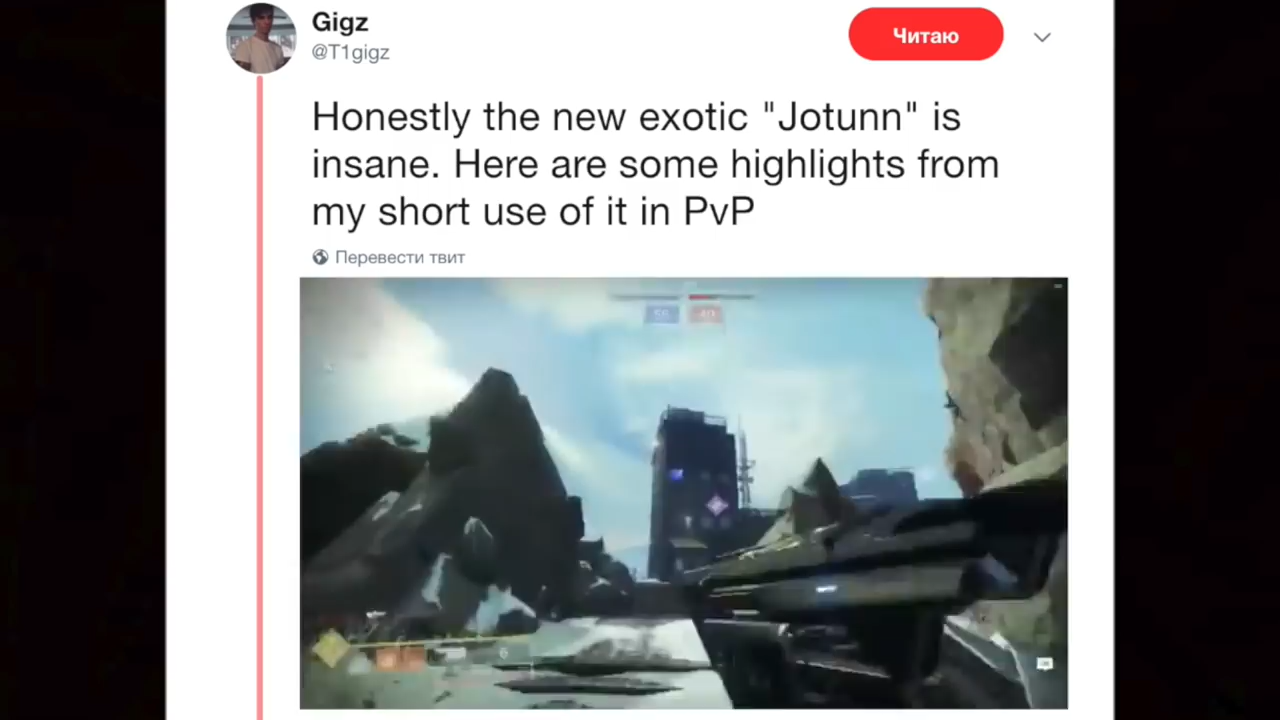 Gigz
@T1gigz
Читаю
Honestly the new exotic "Jotunn" is
insane. Here are some highlights from
my short use of it in PvP
Перевести твит